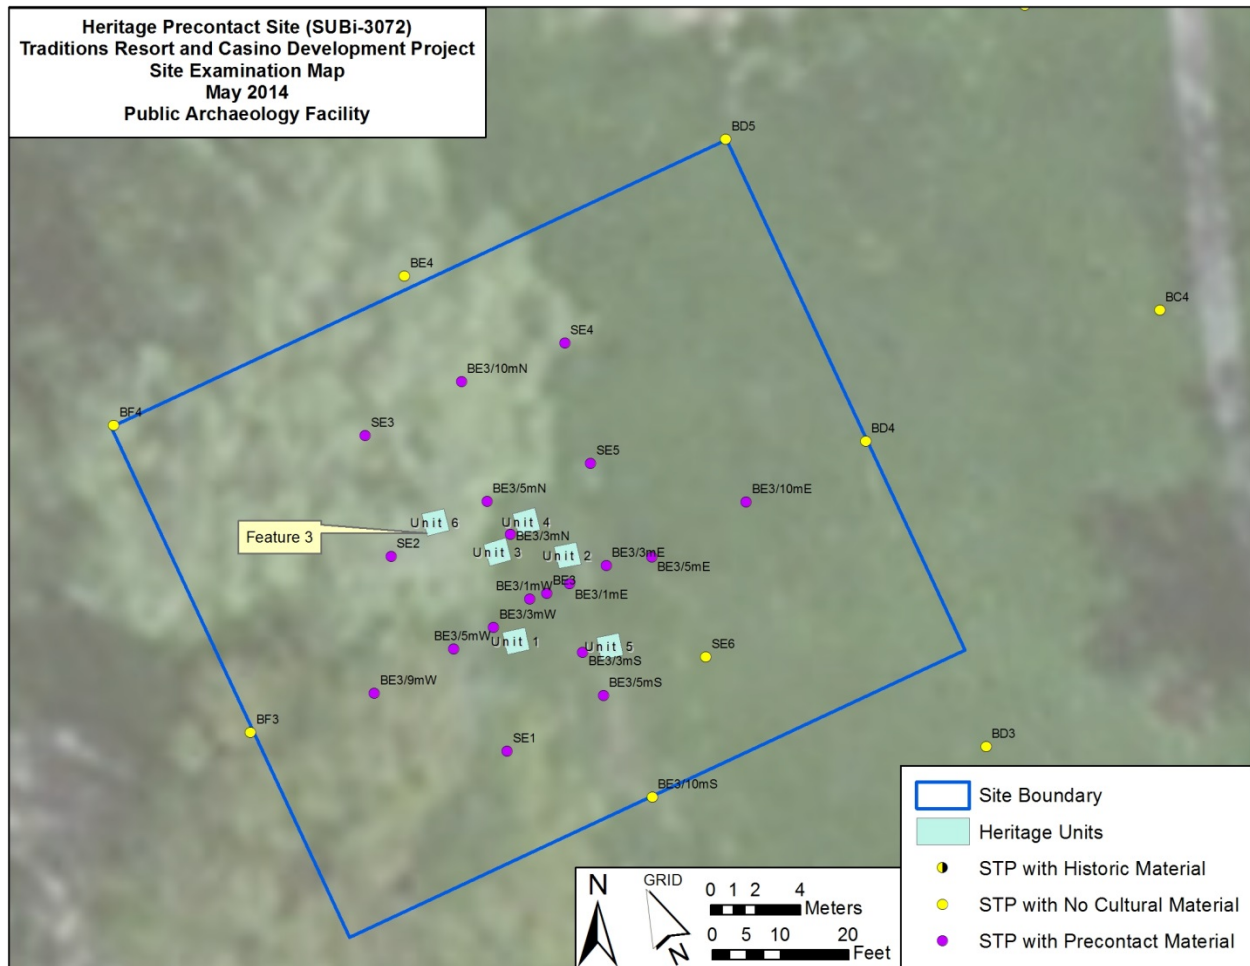 Heritage Precontact Site (SUBi-3072)
Traditions Resort and Casino Development Project
Site Examination Map
May 2014
Public Archaeology Facility
BD5
BE4
BC4
SE4
BE3/10mN
BF4
SE3
BD4
SE5
BE3/5mN
BE3/10mE
Unit 6
Unit 4
Feature 3
BE3/3mN
SE2
Unit 3
Unit 2
BE3/3mE
BE3/5mE
BE3/1mW
BE3
BE3/1mE
BE3/3mW
BE3/5mW
Unit 1
Unit 5
BE3/3mS
SE6
BE3/9mW
BE3/5mS
BF3
SE1
BD3
BE3/10mS
N
GRID
N
0 1 2 4
Meters
0 5 10 20
Feet
Site Boundary
Heritage Units
STP with Historic Material
STP with No Cultural Material
STP with Precontact Material